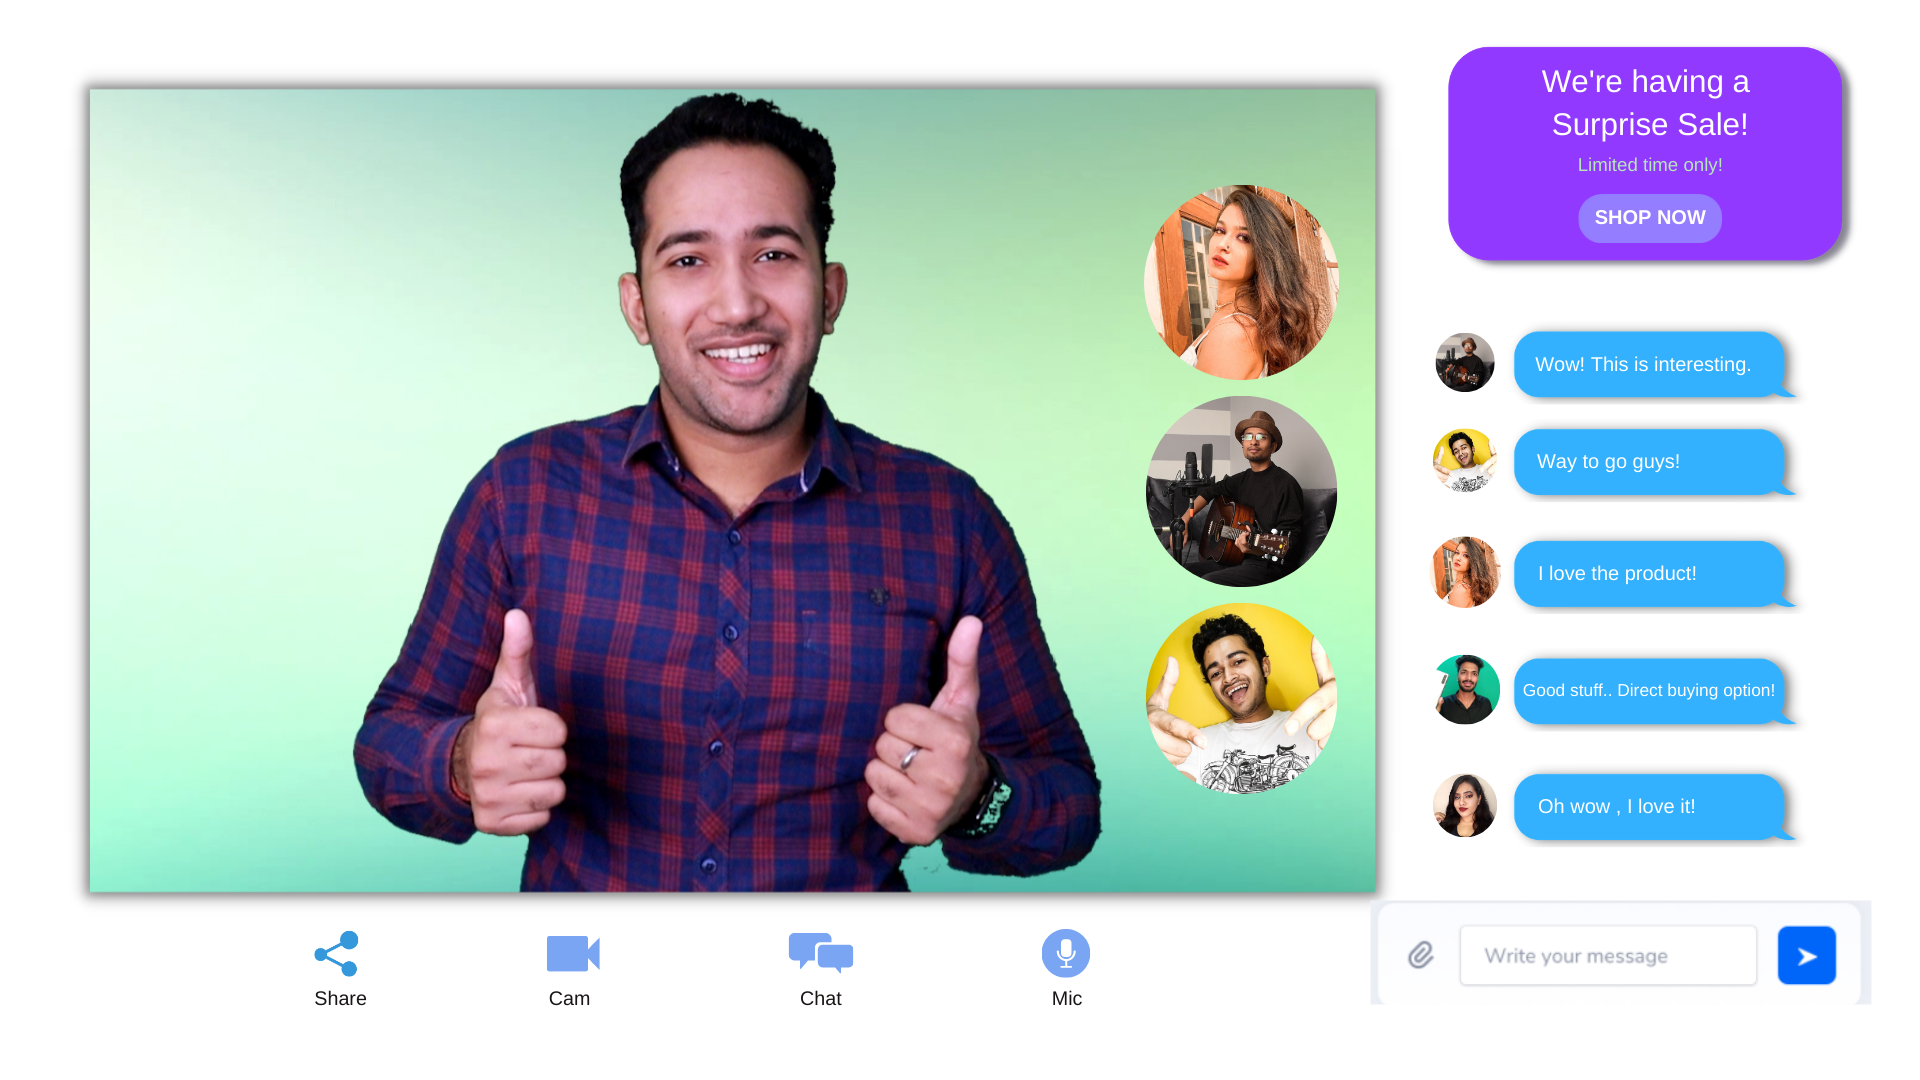 We're having a
Surprise Sale!
Limited time only!
SHOP NOW
Wow! This is interesting.
Way to go guys!
I love the product!
Good stuff.. Direct buying option!
Oh wow , I love it!
Write your message
Share
Cam
Chat
Mic